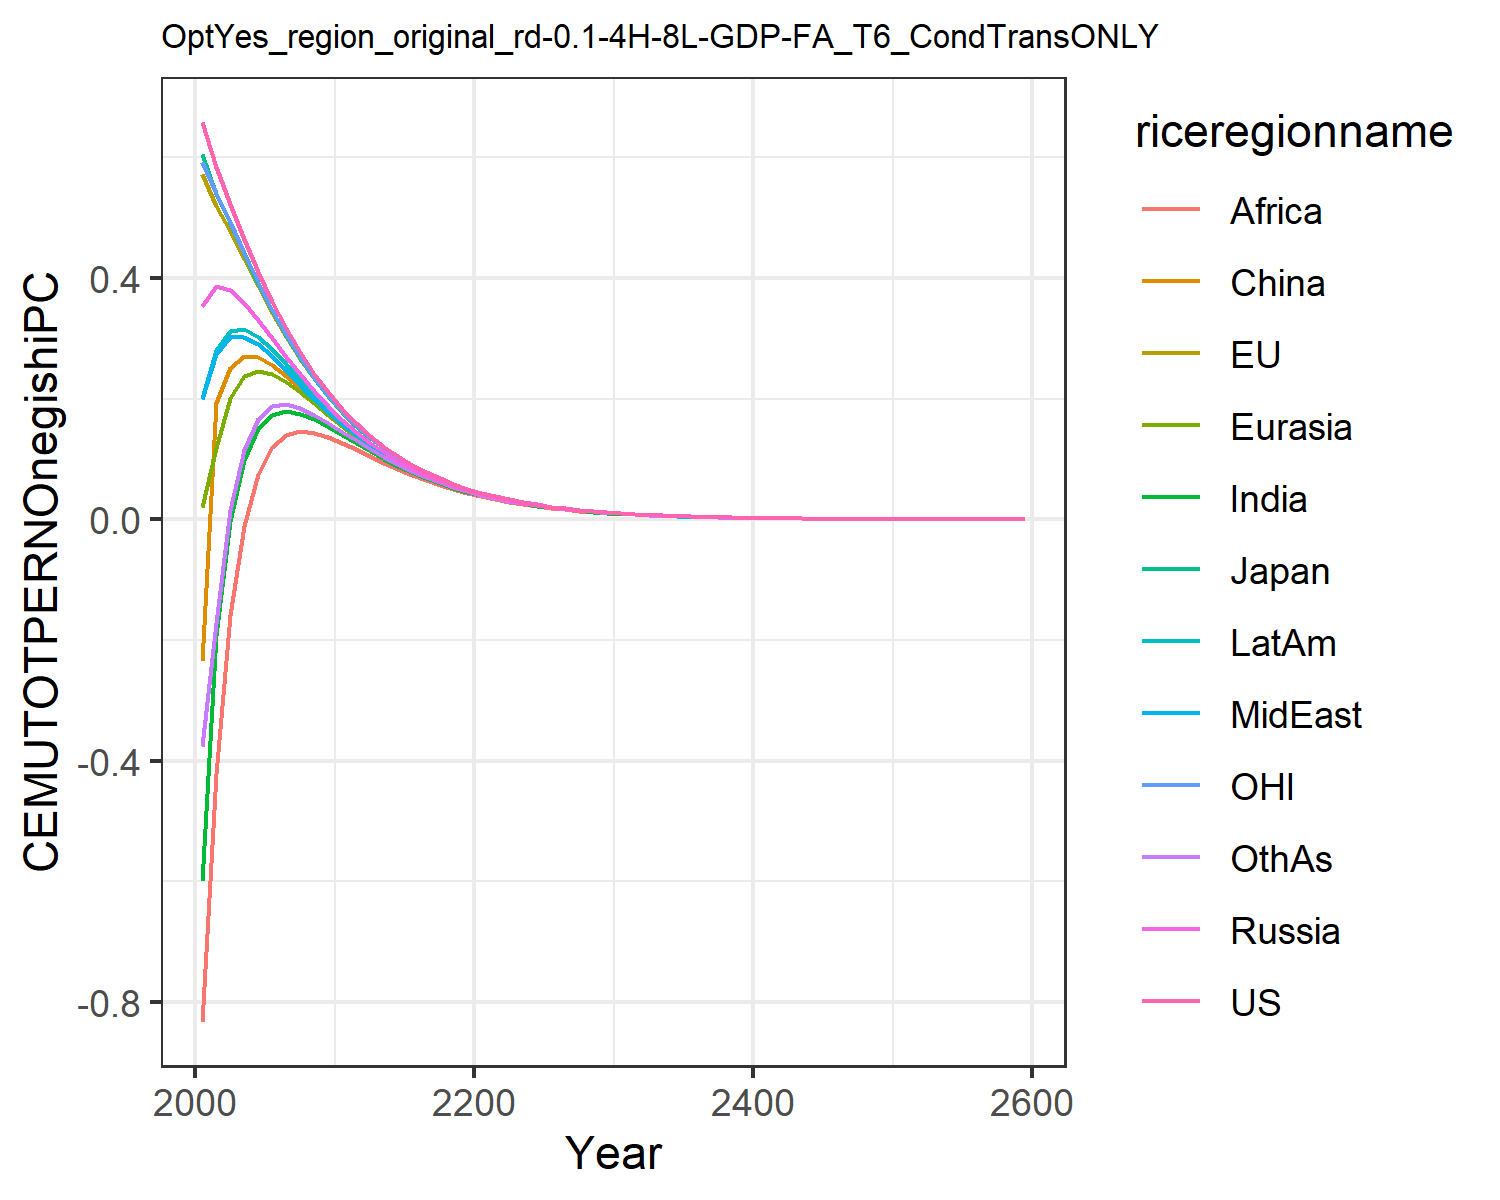 OptYes_region_original_rd-0.1-4H-8L-GDP-FA_T6_CondTransONLY
CEMUTOTPERNOnegishiPC
0.4
0.0
-0.4
-0.8
2000
2200
2400
2600
Year
riceregionname
Africa
China
EU
Eurasia
India
Japan
LatAm
MidEast
OHI
OthAs
Russia
US